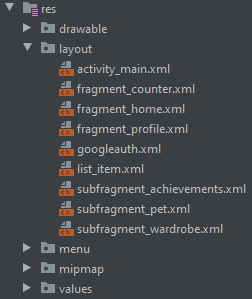 res
drawable
layout
activity_main.xml
fragment_counter.xml
fragment_home.xml
fragment_profile.xml
googleauth.xml
list_item.xml
subfragment_achievements.xml
subfragment_pet.xml
subfragment_wardrobe.xml
menu
mipmap
values